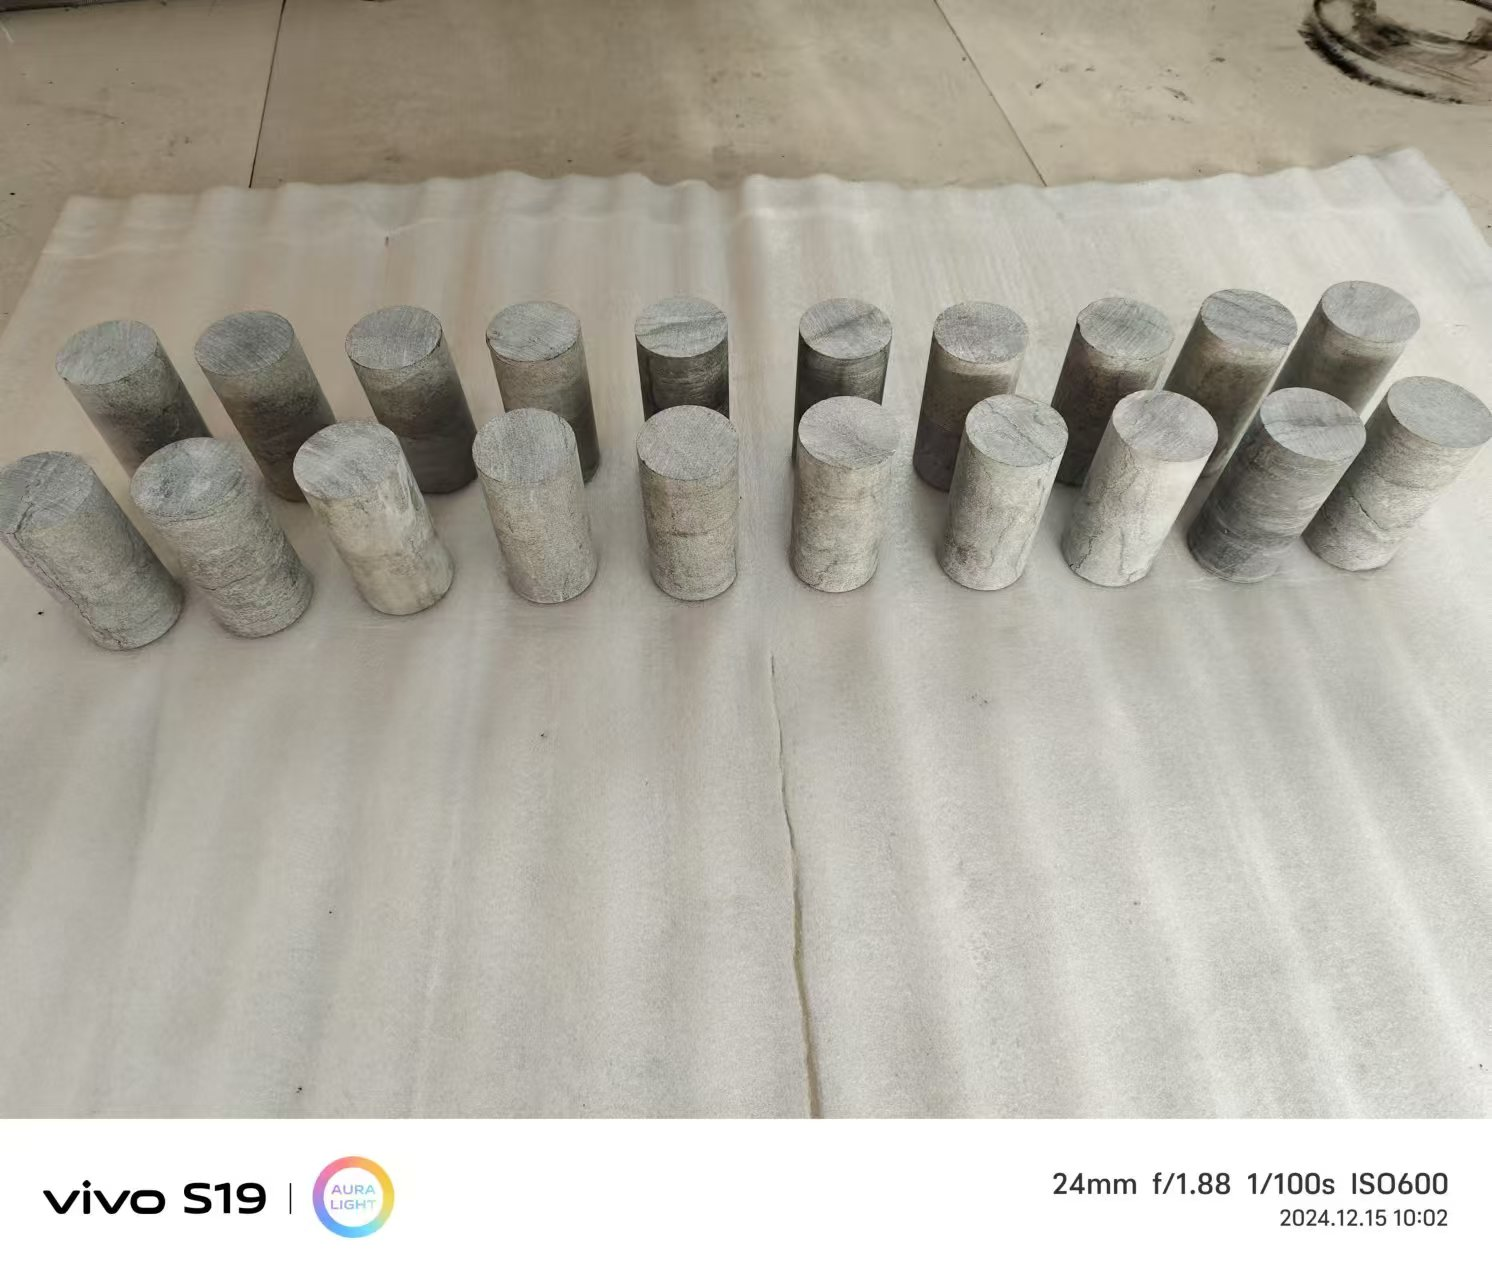 vivo S19 | AURA
LIGHT
24mm f/1.88 1/100s ISO600
2024.12.15 10:02